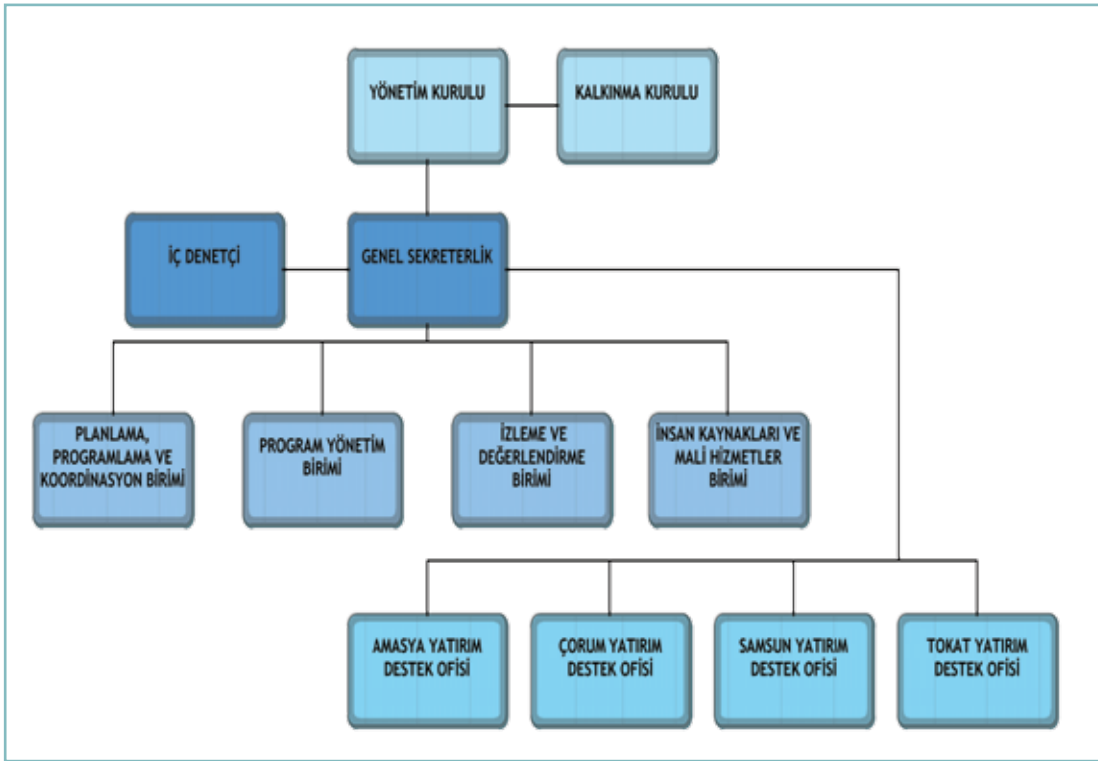 YÖNETİM KURULU
KALKINMA KURULU
İÇ DENETÇİ
GENEL SEKRETERLİK
PLANLAMA,
PROGRAMLAMA VE
KOORDİNASYON BİRİMİ
PROGRAM YÖNETİM
BİRİMİ
İZLEME VE
DEĞERLENDİRME
BİRİMİ
İNSAN KAYNAKLARI VE
MALİ HİZMETLER
BİRİMİ
AMASYA YATIRIM
DESTEK OFİSİ
ÇORUM YATIRIM
DESTEK OFİSİ
SAMSUN YATIRIM
DESTEK OFİSİ
TOKAT YATIRIM
DESTEK OFİSİ